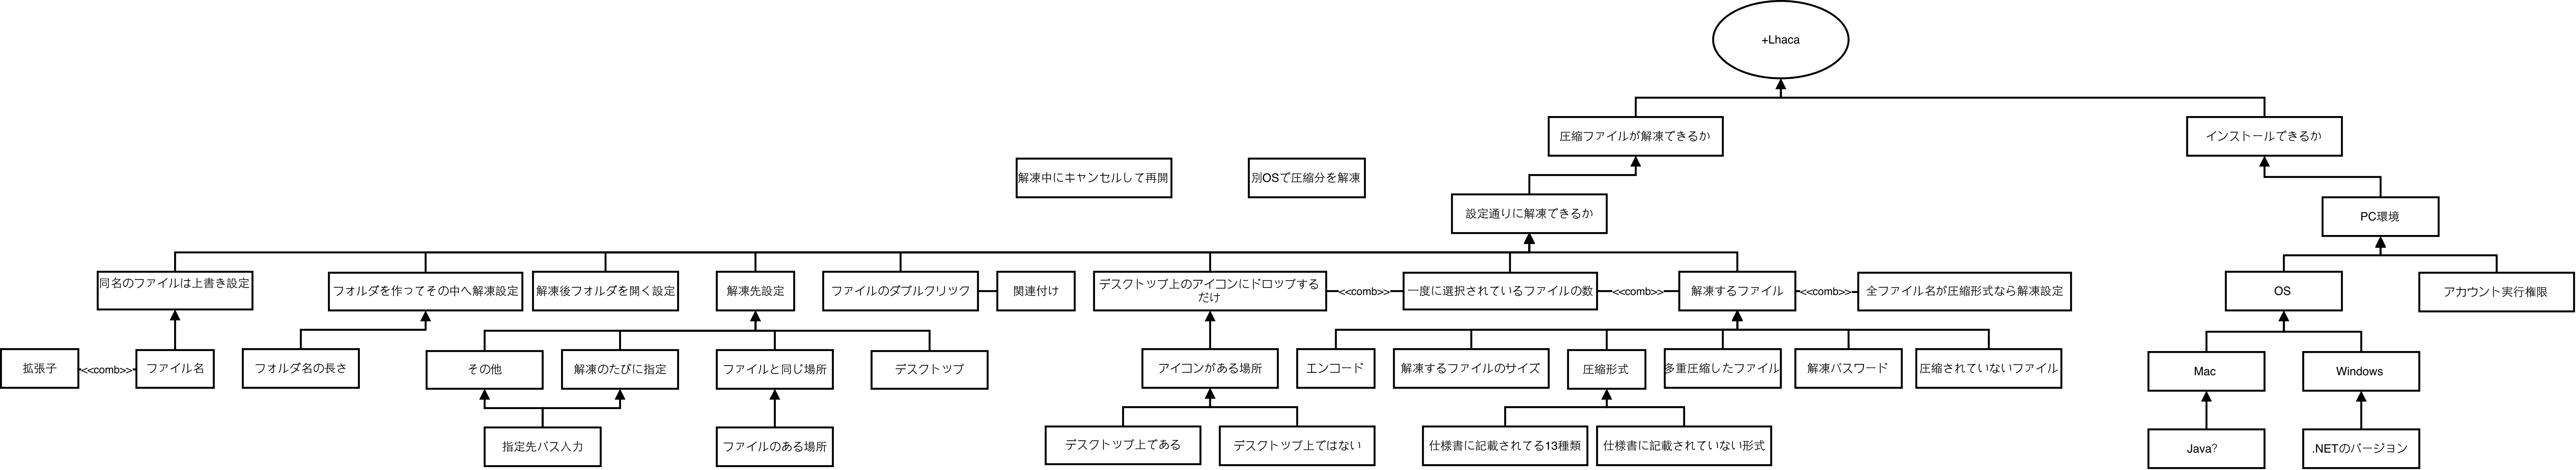 +Lhaca
圧縮ファイルが解凍できるか
インストールできるか
解凍中にキャンセルして再開
別OSで圧縮分を解凍
設定通りに解凍できるか
PC環境
同名のファイルは上書き設定
フォルダを作ってその中へ解凍設定
解凍後フォルダを開く設定
解凍先設定
ファイルのダブルクリック
関連付け
デスクトップ上のアイコンにドロップする
だけ
<<comb>>
一度に選択されているファイルの数
<<comb>>
解凍するファイル
<<comb>>
全ファイル名が圧縮形式なら解凍設定
OS
アカウント実行権限
拡張子
<<comb>>
ファイル名
フォルダ名の長さ
その他
解凍のたびに指定
ファイルと同じ場所
デスクトップ
アイコンがある場所
エンコード
解凍するファイルのサイズ
圧縮形式
多重圧縮したファイル
解凍パスワード
圧縮されていないファイル
Mac
Windows
指定先パス入力
ファイルのある場所
デスクトップ上である
デスクトップ上ではない
仕様書に記載されてる13種類
仕様書に記載されていない形式
Java?
.NETのバージョン